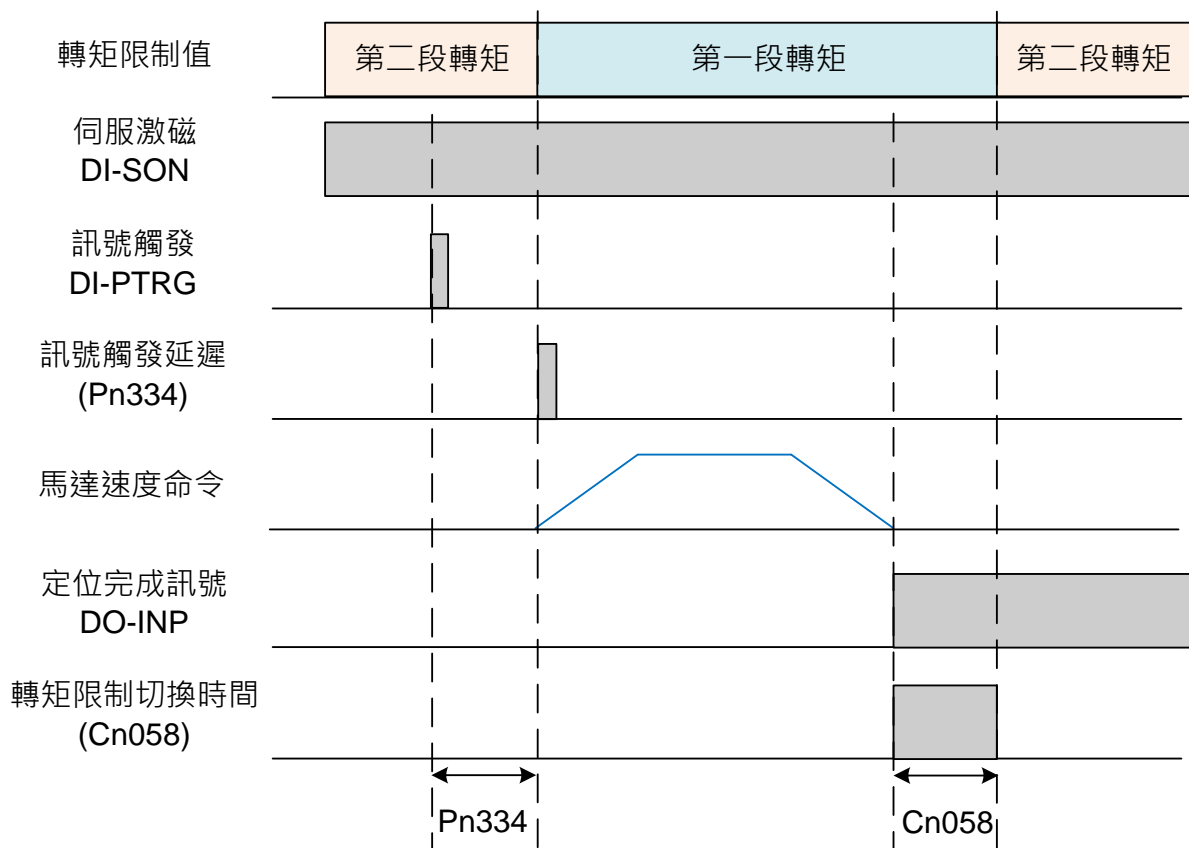 轉矩限制值
第二段轉矩
第一段轉矩
第二段轉矩
伺服激磁
DI-SON
訊號觸發
DI-PTRG
訊號觸發延遲
(Pn334)
馬達速度命令
定位完成訊號
DO-INP
轉矩限制切換時間
(Cn058)
Pn334
Cn058